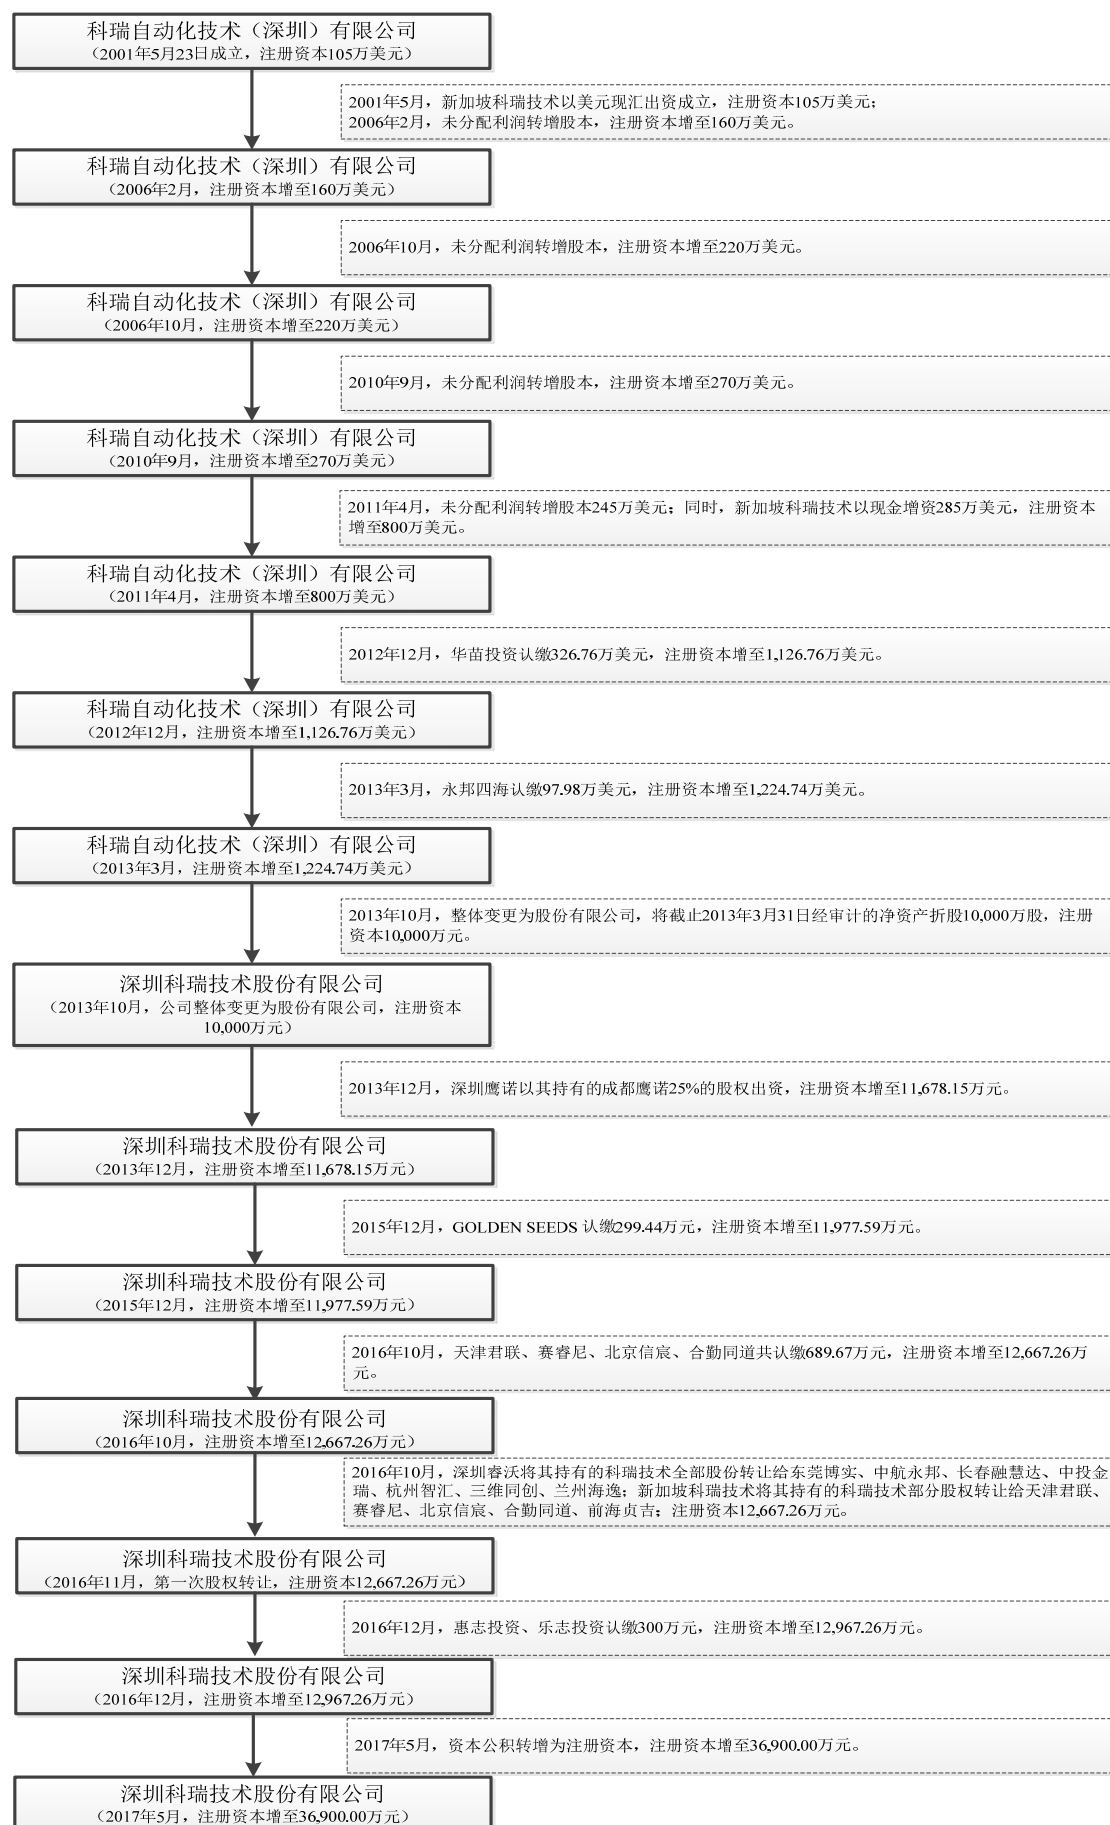 科瑞自动化技术（深圳）有限公司
（2001年5月23日成立，注册资本105万美元）
2001年5月，新加坡科瑞技术以美元现汇出资成立，注册资本105万美元；
2006年2月，未分配利润转增股本，注册资本增至160万美元。
科瑞自动化技术（深圳）有限公司
（2006年2月，注册资本增至160万美元）
2006年10月，未分配利润转增股本，注册资本增至220万美元。
科瑞自动化技术（深圳）有限公司
（2006年10月，注册资本增至220万美元）
2010年9月，未分配利润转增股本，注册资本增至270万美元。
科瑞自动化技术（深圳）有限公司
（2010年9月，注册资本增至270万美元）
2011年4月，未分配利润转增股本245万美元；同时，新加坡科瑞技术以现金增资285万美元，注册资本
增至800万美元。
科瑞自动化技术（深圳）有限公司
（2011年4月，注册资本增至800万美元）
2012年12月，华苗投资认缴326.76万美元，注册资本增至1,126.76万美元。
科瑞自动化技术（深圳）有限公司
（2012年12月，注册资本增至1,126.76万美元）
2013年3月，永邦四海认缴97.98万美元，注册资本增至1,224.74万美元。
科瑞自动化技术（深圳）有限公司
（2013年3月，注册资本增至1,224.74万美元）
2013年10月，整体变更为股份有限公司，将截止2013年3月31日经审计的净资产折股10,000万股，注册
资本10,000万元。
深圳科瑞技术股份有限公司
（2013年10月，公司整体变更为股份有限公司，注册资本
10,000万元）
2013年12月，深圳鹰诺以其持有的成都鹰诺25%的股权出资，注册资本增至11,678.15万元。
深圳科瑞技术股份有限公司
（2013年12月，注册资本增至11,678.15万元）
2015年12月，GOLDEN SEEDS 认缴299.44万元，注册资本增至11,977.59万元。
深圳科瑞技术股份有限公司
（2015年12月，注册资本增至11,977.59万元）
2016年10月，天津君联、赛睿尼、北京信宸、合勤同道共认缴689.67万元，注册资本增至12,667.26万
元。
深圳科瑞技术股份有限公司
（2016年10月，注册资本增至12,667.26万元）
2016年10月，深圳睿沃将其持有的科瑞技术全部股份转让给东莞博实、中航永邦、长春融慧达、中投金
瑞、杭州智汇、三维同创、兰州海逸；新加坡科瑞技术将其持有的科瑞技术部分股权转让给天津君联、
赛睿尼、北京信宸、合勤同道、前海贞吉；注册资本12,667.26万元。
深圳科瑞技术股份有限公司
（2016年11月，第一次股权转让，注册资本12,667.26万元）
2016年12月，惠志投资、乐志投资认缴300万元，注册资本增至12,967.26万元。
深圳科瑞技术股份有限公司
（2016年12月，注册资本增至12,967.26万元）
2017年5月，资本公积转增为注册资本，注册资本增至36,900.00万元。
深圳科瑞技术股份有限公司
（2017年5月，注册资本增至36,900.00万元）